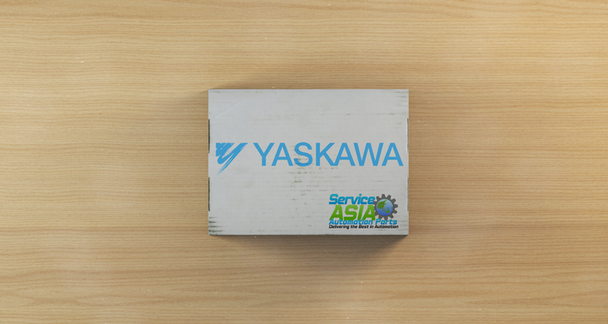 YASKAWA
Service
ASIA
Automation Parts
Delivering the Best in Automation